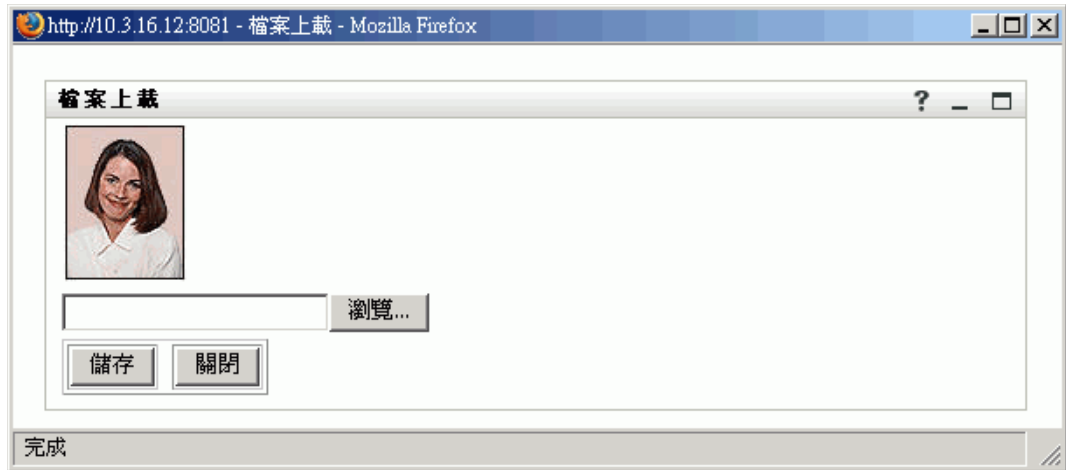 http://10.3.16.12:8081 - 檔案上載 - Mozilla Firefox
檔案上載
瀏覽...
儲存 關閉
完成